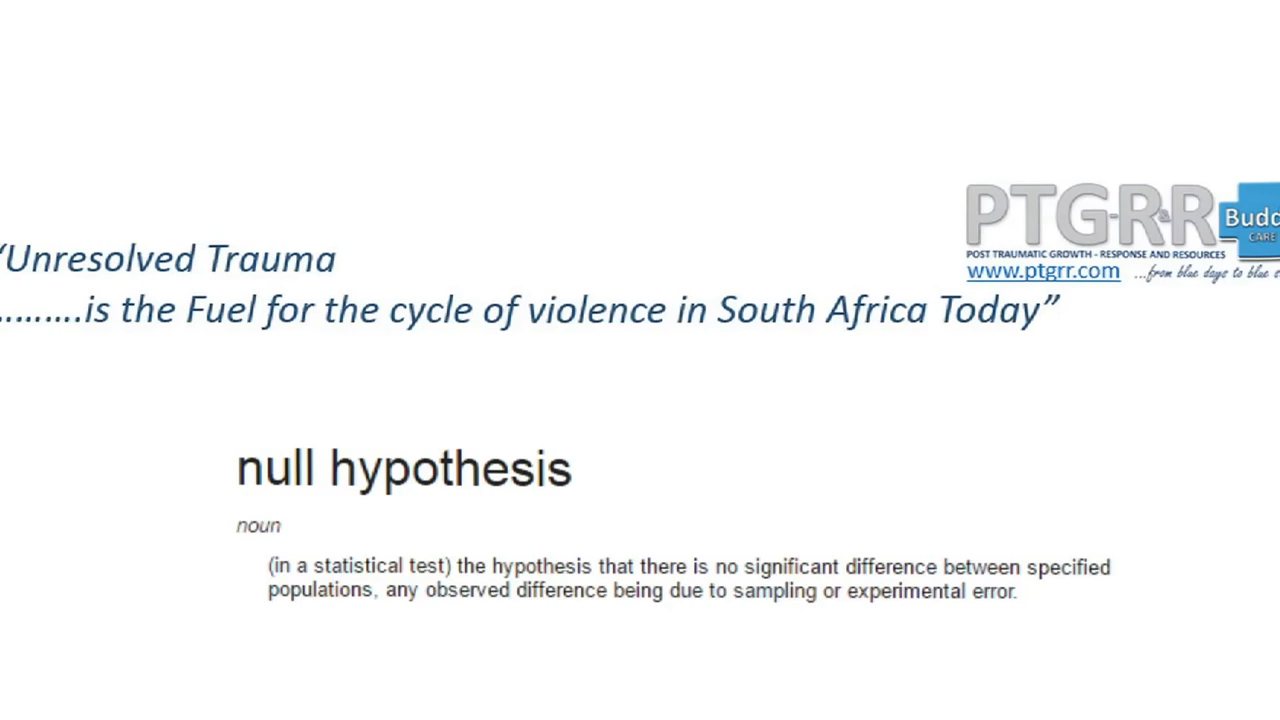 PTG-R&R
Budd
CARE
POST TRAUMATIC GROWTH - RESPONSE AND RESOURCES
www.ptgrr.com ...from blue days to blue s
“Unresolved Trauma
.........is the Fuel for the cycle of violence in South Africa Today”
null hypothesis
noun
(in a statistical test) the hypothesis that there is no significant difference between specified
populations, any observed difference being due to sampling or experimental error.